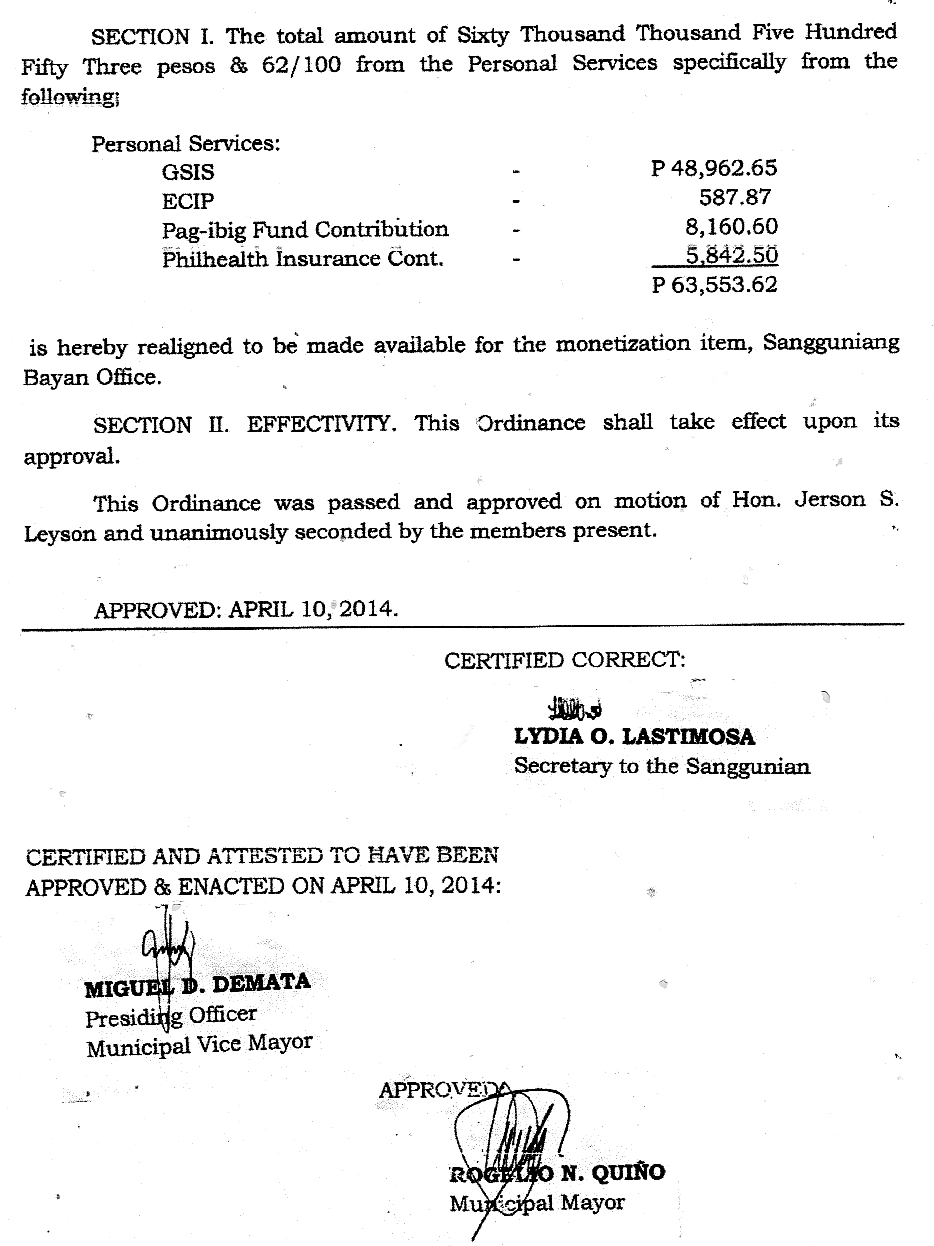 SECTION I. The total amount of Sixty Thousand Thousand Five Hundred
Fifty Three pesos & 62/100 from the Personal Services specifically from the
following;
Personal Services:
GSIS - P 48,962.65
ECIP - 587.87
Pag-ibig Fund Contribution - 8,160.60
Philhealth Insurance Cont. - 5,842.50
P 63,553.62
is hereby realigned to be made available for the monetization item, Sangguniang
Bayan Office.
SECTION II. EFFECTIVITY. This Ordinance shall take effect upon its
approval.
This Ordinance was passed and approved on motion of Hon. Jerson S.
Leyson and unanimously seconded by the members present.
APPROVED: APRIL 10, 2014.
CERTIFIED CORRECT:
LYDIA O. LASTIMOSA
Secretary to the Sanggunian
CERTIFIED AND ATTESTED TO HAVE BEEN
APPROVED & ENACTED ON APRIL 10, 2014:
MIGUEL D. DEMATA
Presiding Officer
Municipal Vice Mayor
APPROVED:
ROGELIO N. QUIÑO
Municipal Mayor